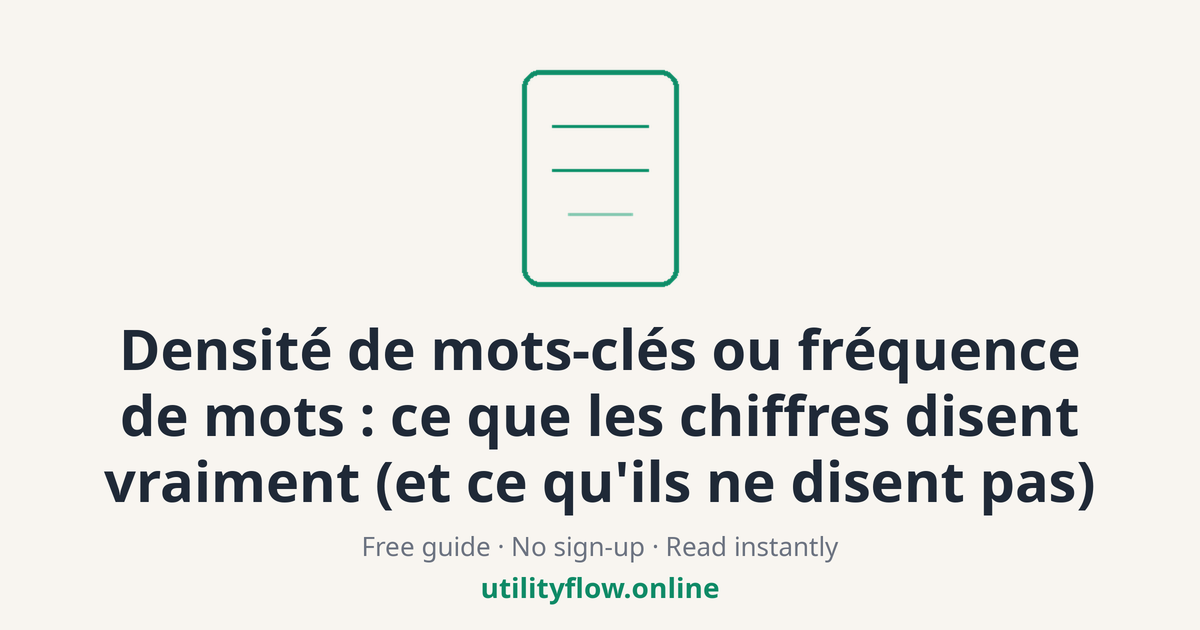 Densité de mots-clés ou fréquence
de mots : ce que les chiffres disent
vraiment (et ce qu'ils ne disent pas)
Free guide · No sign-up · Read instantly
utilityflow.online